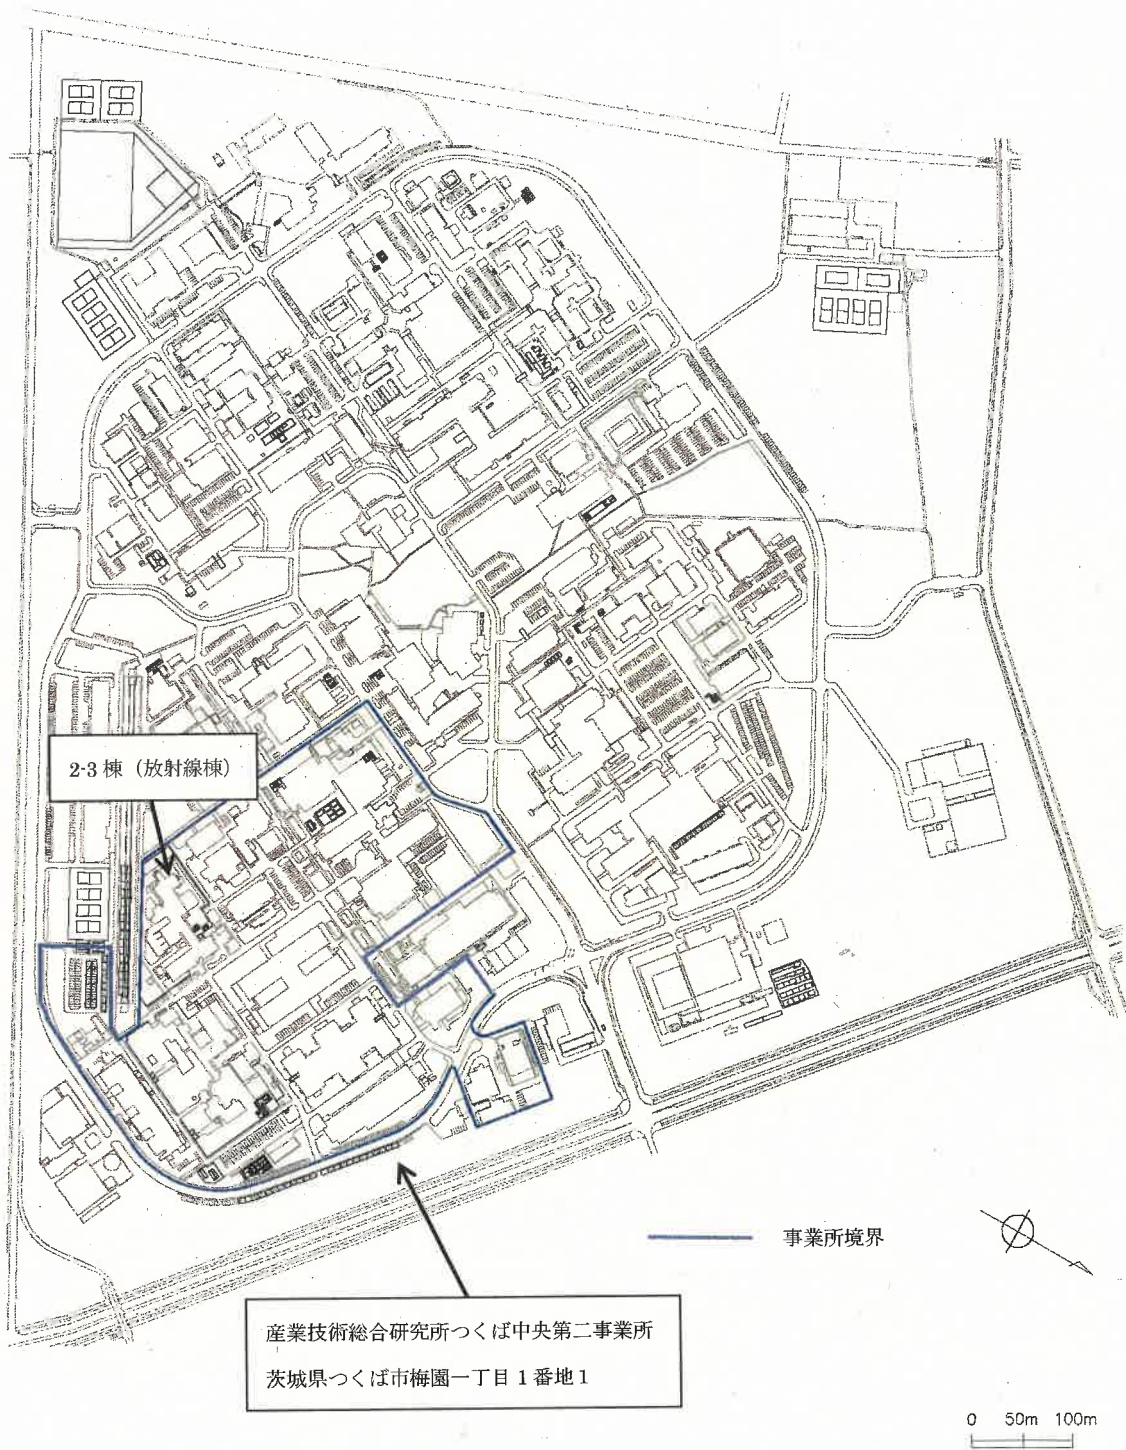 2-3 棟（放射線棟）
事業所境界
産業技術総合研究所つくば中央第二事業所
茨城県つくば市梅園一丁目 1 番地 1
0 50m 100m